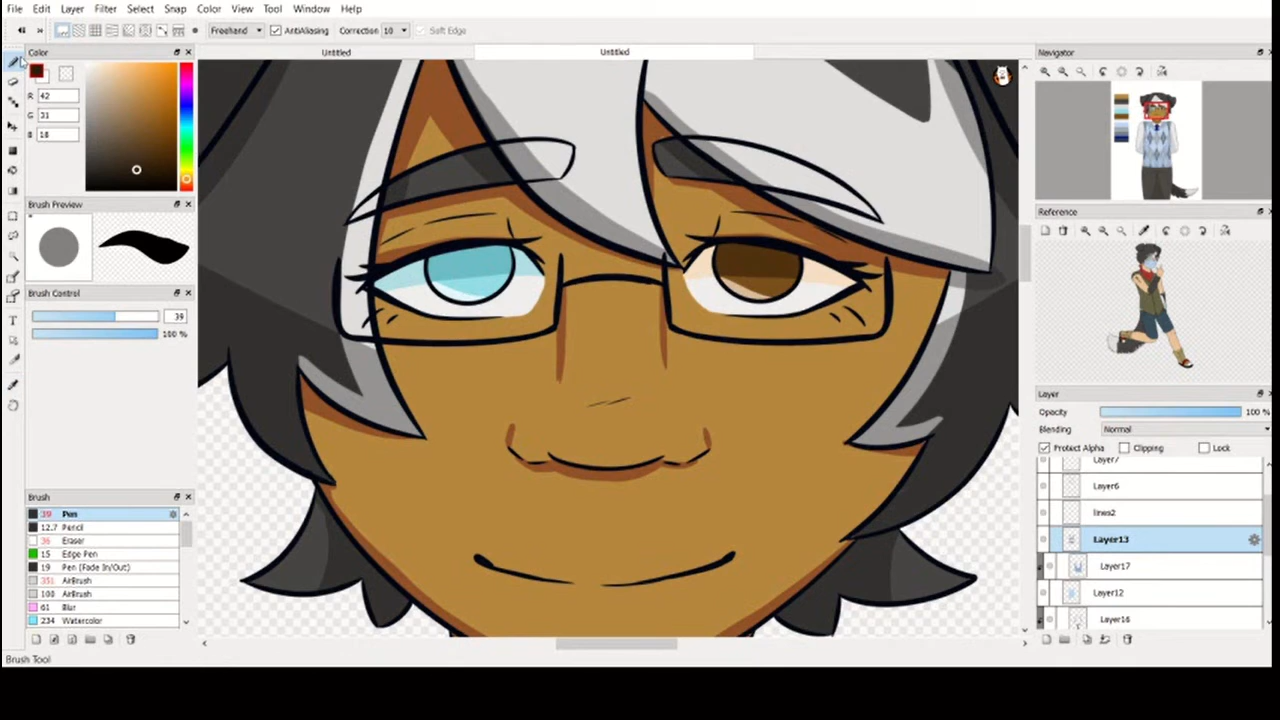 File Edit Layer Filter Select Snap Color View Tool Window Help
Freehand AntiAliasing Correction 10 Soft Edge
Color
Untitled Untitled
R: 42
G: 31
B: 18
Brush Preview
Brush Control
39
100 %
Brush
39 Pen
12.7 Pencil
36 Eraser
15 Edge Pen
19 Pen (Fade In/Out)
351 AirBrush
100 AirBrush
61 Blur
234 Watercolor
Brush Tool
Navigator
Reference
Layer
Opacity 100 %
Blending Normal
Protect Alpha Clipping Lock
Layer7
Layer6
lines2
Layer13
Layer17
Layer12
Layer16